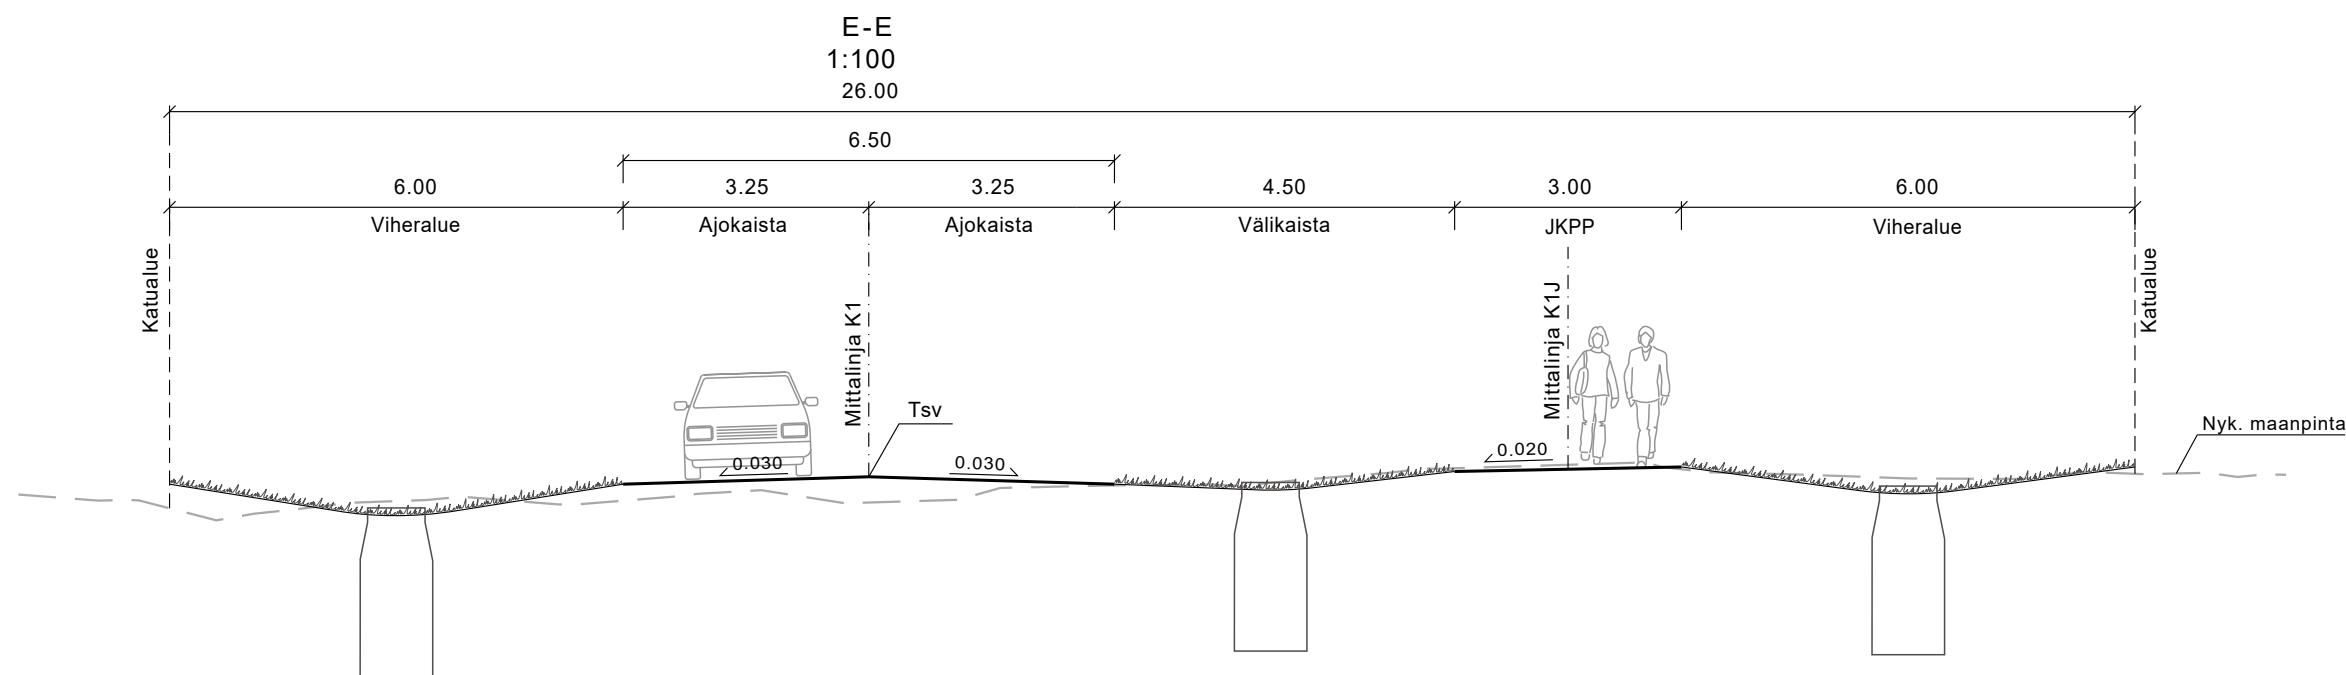 E-E
1:100
26.00
6.50
6.00 3.25 3.25 4.50 3.00 6.00
Viheralue Ajokaista Ajokaista Välikaista JKPP Viheralue
Katualue
Mittalinja K1
Mittalinja K1J
Katualue
Tsv
Nyk. maanpinta
0.030 0.030 0.020